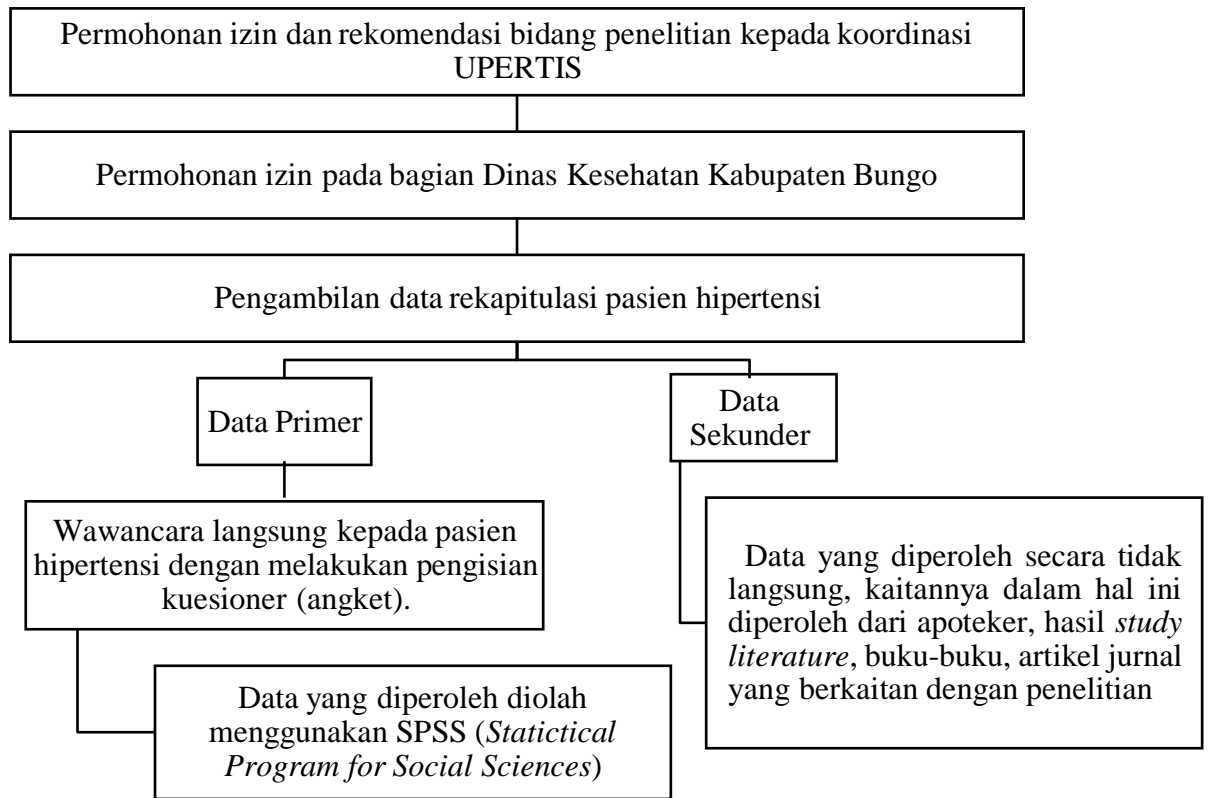 Permohonan izin dan rekomendasi bidang penelitian kepada koordinasi
UPERTIS
Permohonan izin pada bagian Dinas Kesehatan Kabupaten Bungo
Pengambilan data rekapitulasi pasien hipertensi
Data Primer
Wawancara langsung kepada pasien
hipertensi dengan melakukan pengisian
kuesioner (angket).
Data yang diperoleh diolah
menggunakan SPSS (Statictical
Program for Social Sciences)
Data
Sekunder
Data yang diperoleh secara tidak
langsung, kaitannya dalam hal ini
diperoleh dari apoteker, hasil study
literature, buku-buku, artikel jurnal
yang berkaitan dengan penelitian